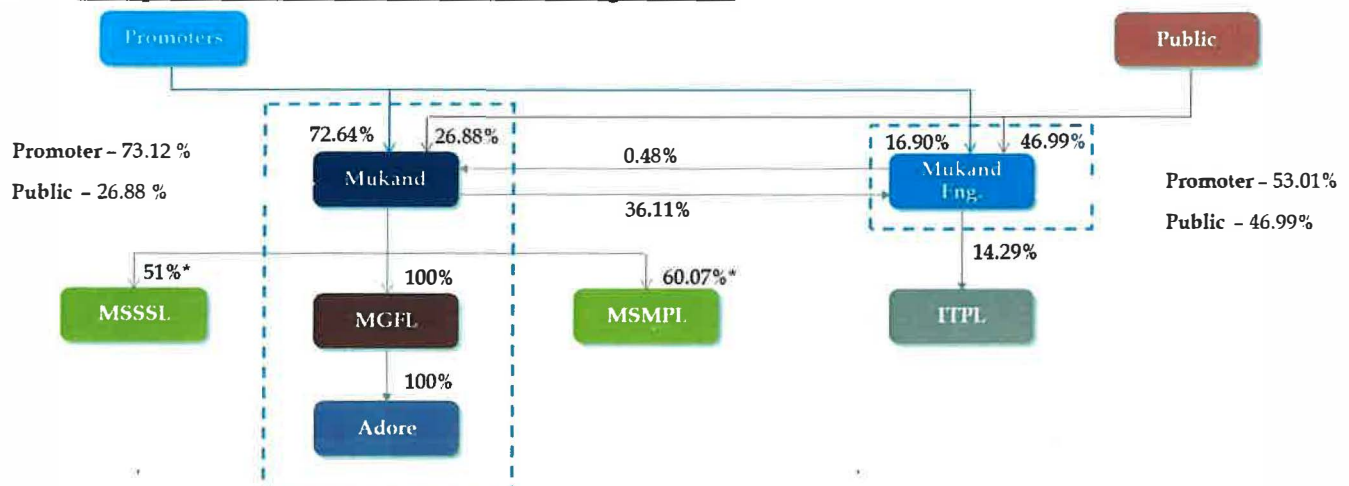 Promoters
Public
72.64%
26.88%
0.48%
16.90%
46.99%
Promoter – 73.12 %
Public – 26.88 %
Mukand
Mukand
Eng.
36.11%
Promoter – 53.01%
Public – 46.99%
51%*
100%
60.07%*
14.29%
MSSSL
MGFL
MSMPL
ITPL
100%
Adore